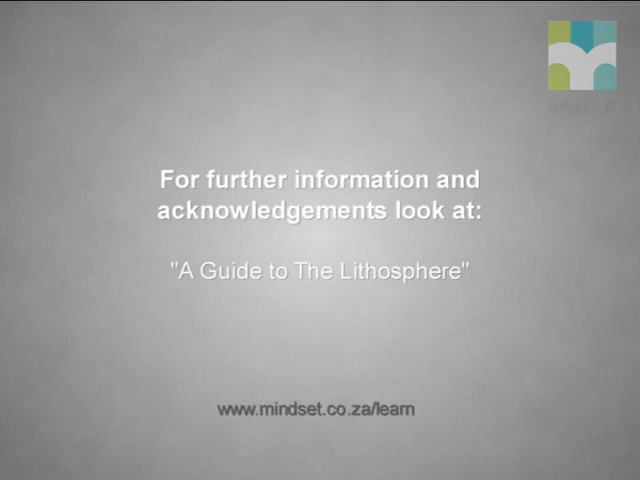 For further information and
acknowledgements look at:
"A Guide to The Lithosphere"
www.mindset.co.za/learn